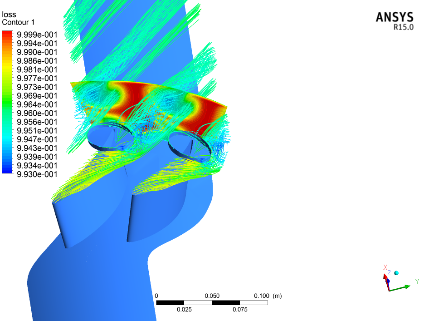 loss
Contour 1
9.999e-001
9.994e-001
9.990e-001
9.986e-001
9.981e-001
9.977e-001
9.973e-001
9.969e-001
9.964e-001
9.960e-001
9.956e-001
9.951e-001
9.947e-001
9.943e-001
9.939e-001
9.934e-001
9.930e-001
ANSYS
R15.0
0 0.050 0.100 (m)
0.025 0.075
X
Z
Y